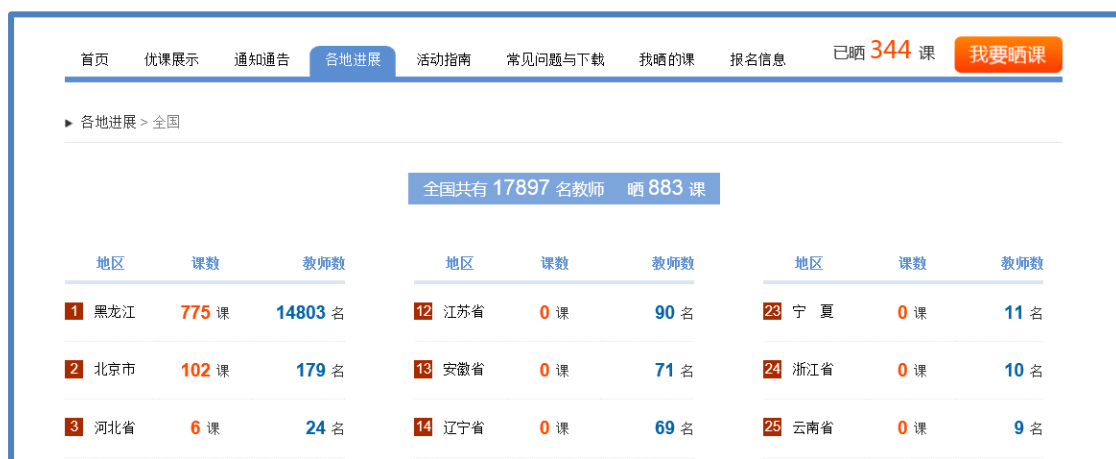 首页 优课展示 通知通告 各地进展 活动指南 常见问题与下载 我晒的课 报名信息 已晒 344 课 我要晒课
各地进展 > 全国
全国共有 17897 名教师 晒 883 课
地区 课数 教师数 地区 课数 教师数 地区 课数 教师数
1 黑龙江 775 课 14803 名 12 江苏省 0 课 90 名 23 宁 夏 0 课 11 名
2 北京市 102 课 179 名 13 安徽省 0 课 71 名 24 浙江省 0 课 10 名
3 河北省 6 课 24 名 14 辽宁省 0 课 69 名 25 云南省 0 课 9 名